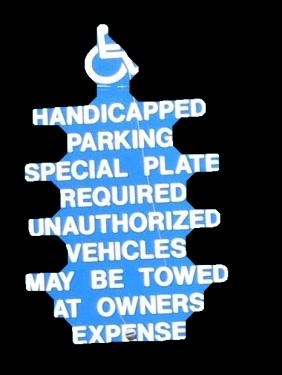 HANDICAPPED
PARKING
SPECIAL PLATE
REQUIRED
UNAUTHORIZED
VEHICLES
MAY BE TOWED
AT OWNERS
EXPENSE